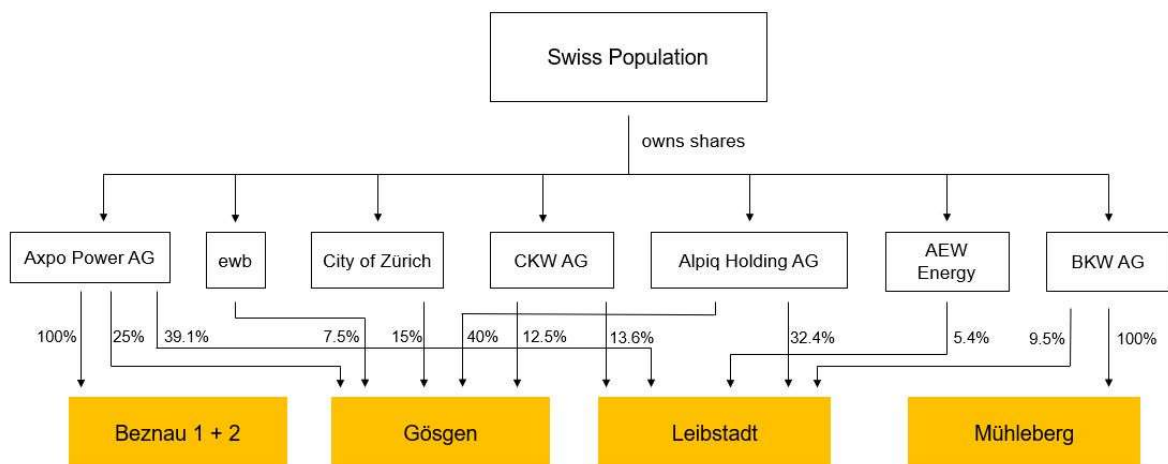 Swiss Population
owns shares
Axpo Power AG
ewb
City of Zürich
CKW AG
Alpiq Holding AG
AEW
Energy
BKW AG
100%
25%
39.1%
7.5%
15%
40%
12.5%
13.6%
32.4%
5.4%
9.5%
100%
Beznau 1 + 2
Gösgen
Leibstadt
Mühleberg